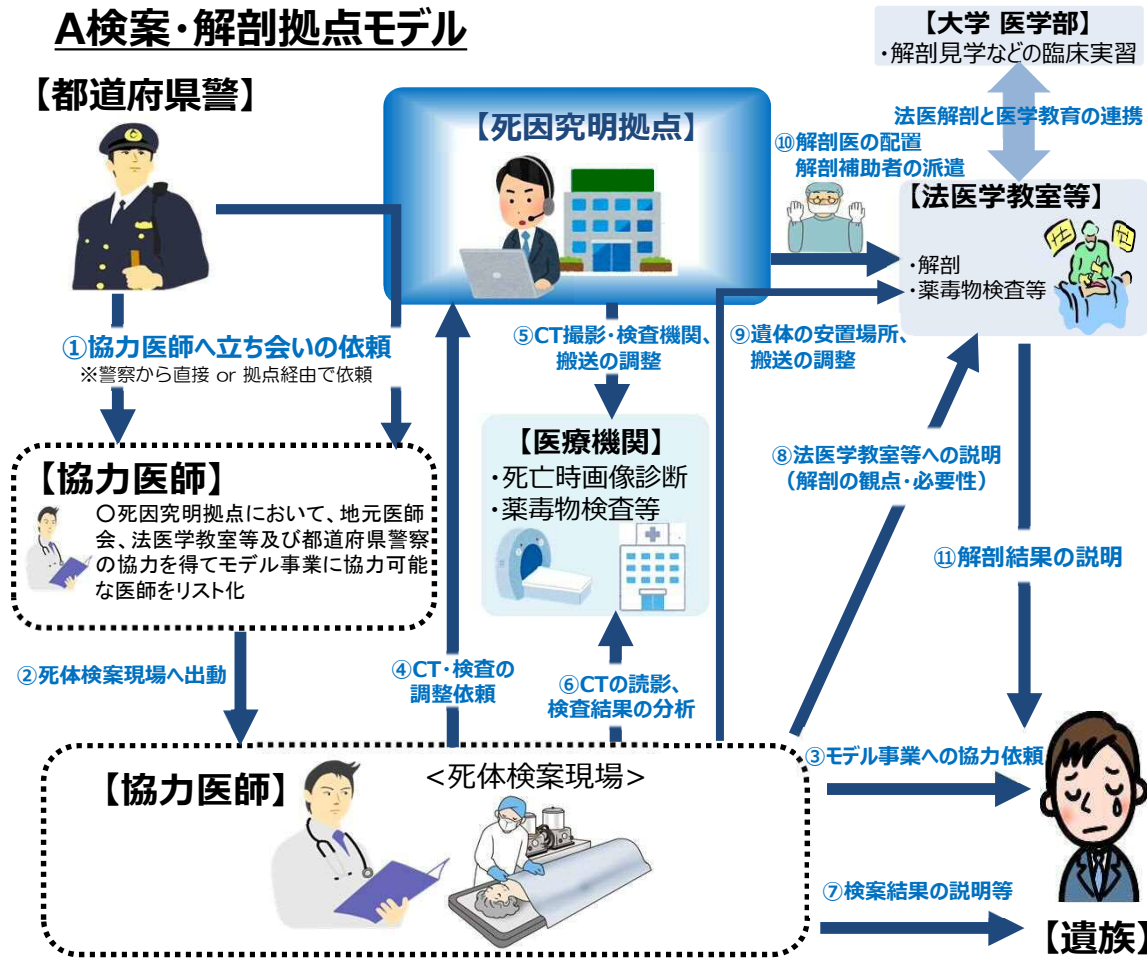 A検案・解剖拠点モデル
【都道府県警】
【死因究明拠点】
【大学 医学部】
・解剖見学などの臨床実習
法医解剖と医学教育の連携
⑩解剖医の配置
解剖補助者の派遣
【法医学教室等】
・解剖
・薬毒物検査等
①協力医師へ立ち会いの依頼
※警察から直接 or 拠点経由で依頼
⑤CT撮影・検査機関、
搬送の調整
⑨遺体の安置場所、
搬送の調整
【医療機関】
・死亡時画像診断
・薬毒物検査等
⑧法医学教室等への説明
（解剖の観点・必要性）
【協力医師】
〇死因究明拠点において、地元医師
会、法医学教室等及び都道府県警察
の協力を得てモデル事業に協力可能
な医師をリスト化
⑪解剖結果の説明
②死体検案現場へ出動
④CT・検査の
調整依頼
⑥CTの読影、
検査結果の分析
③モデル事業への協力依頼
【協力医師】
<死体検案現場>
⑦検案結果の説明等
【遺族】